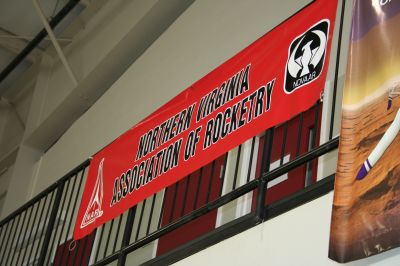 NORTHERN VIRGINIA
ASSOCIATION OF ROCKETRY
NOVAAR
NAR